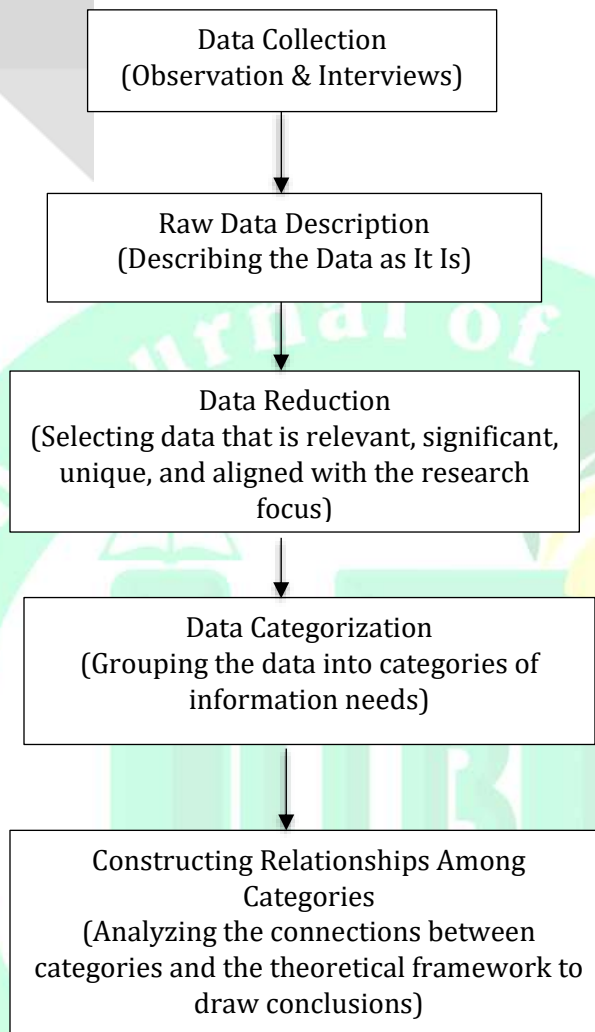 Data Collection
(Observation & Interviews)
Raw Data Description
(Describing the Data as It Is)
urnal of
Data Reduction
(Selecting data that is relevant, significant,
unique, and aligned with the research
focus)
Data Categorization
(Grouping the data into categories of
information needs)
Constructing Relationships Among
Categories
(Analyzing the connections between
categories and the theoretical framework to
draw conclusions)